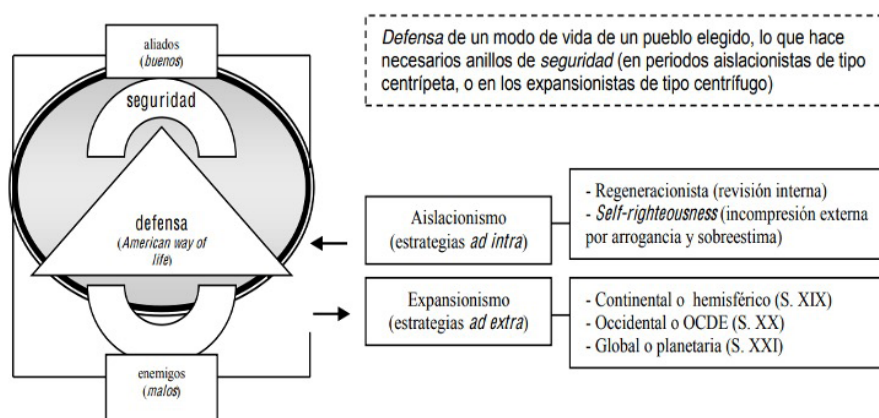 aliados
(buenos)
seguridad
defensa
(American way of
life)
enemigos
(malos)
Defensa de un modo de vida de un pueblo elegido, lo que hace
necesarios anillos de seguridad (en periodos aislacionistas de tipo
centrípeta, o en los expansionistas de tipo centrífugo)
Aislacionismo
(estrategias ad intra)
- Regeneracionista (revisión interna)
- Self-righteousness (incompresión externa
por arrogancia y sobreestima)
Expansionismo
(estrategias ad extra)
- Continental o hemisférico (S. XIX)
- Occidental o OCDE (S. XX)
- Global o planetaria (S. XXI)